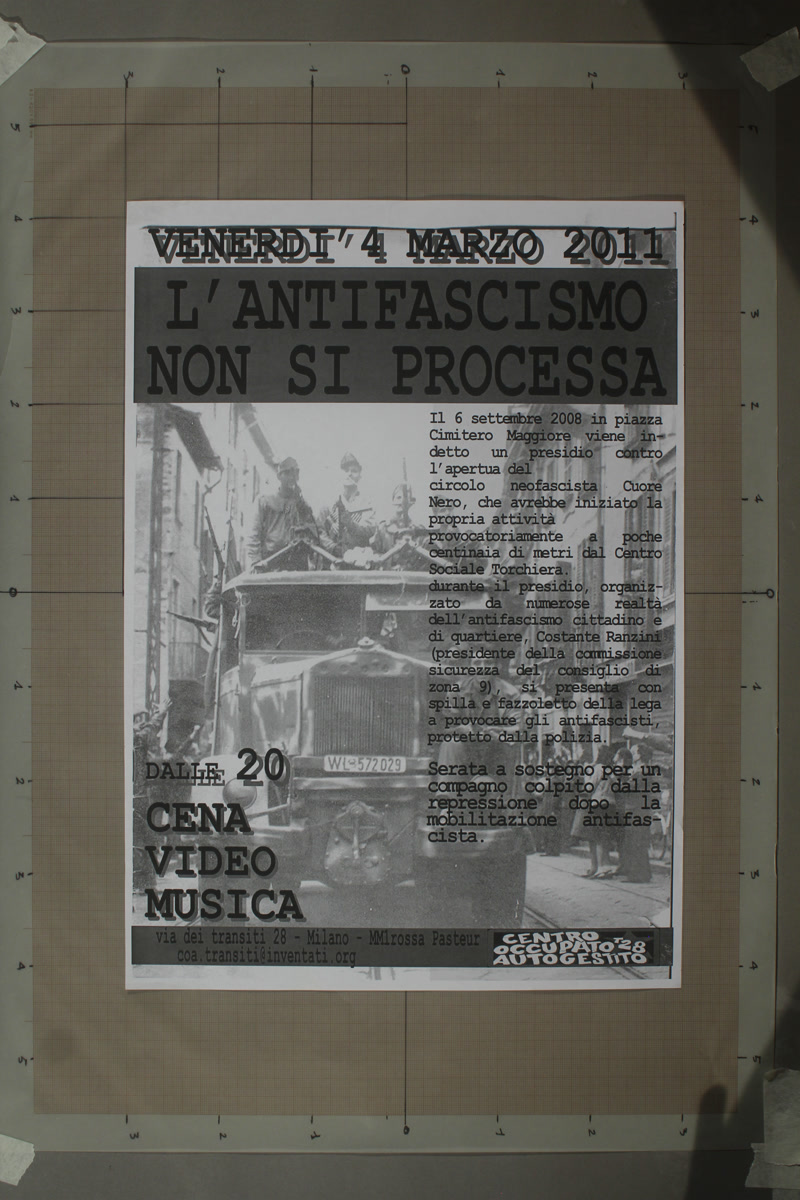 VENERDI'4 MARZO 2011
L'ANTIFASCISMO
NON SI PROCESSA
Il 6 settembre 2008 in piazza
Cimitero Maggiore viene in-
detto un presidio contro
l'apertua del
circolo neofascista Cuore
Nero, che avrebbe iniziato la
propria attività
provocatoriamente a poche
centinaia di metri dal Centro
Sociale Torchiera.
durante il presidio, organiz-
zato da numerose realtà
dell'antifascismo cittadino e
di quartiere, Costante Ranzini
(presidente della commissione
sicurezza del consiglio di
zona 9), si presenta con
spilla e fazzoletto della lega
a provocare gli antifascisti,
protetto dalla polizia.
Serata a sostegno per un
compagno colpito dalla
repressione dopo la
mobilitazione antifas-
cista.
WL-572029
DALLE 20
CENA
VIDEO
MUSICA
via dei transiti 28 - Milano - MM1rossa Pasteur
coa.transiti@inventati.org
CENTRO
OCCUPATO T28
AUTOGESTITO